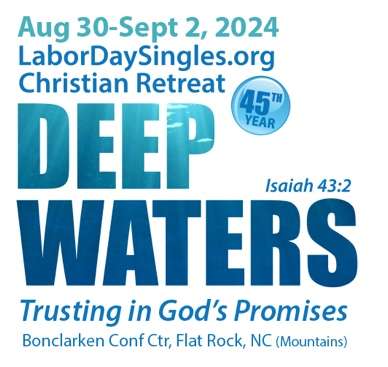 Aug 30-Sept 2, 2024
LaborDaySingles.org
Christian Retreat
45TH
YEAR
DEEP
Isaiah 43:2
WATERS
Trusting in God's Promises
Bonclarken Conf Ctr, Flat Rock, NC (Mountains)